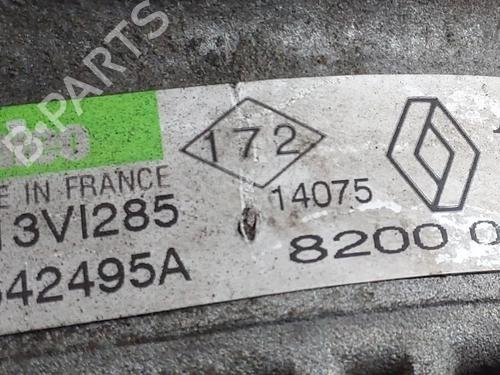 B-PARTS
172
E IN FRANCE
14075
13VI285
8200 0
542495A